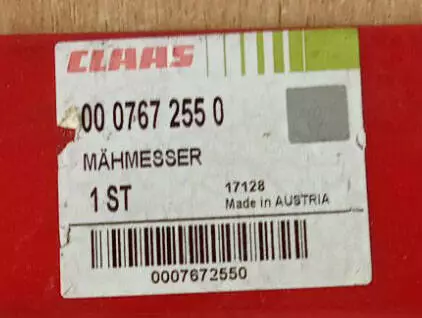 CLAAS
00 0767 255 0
MÄHMESSER
1 ST
17128
Made in AUSTRIA
0007672550